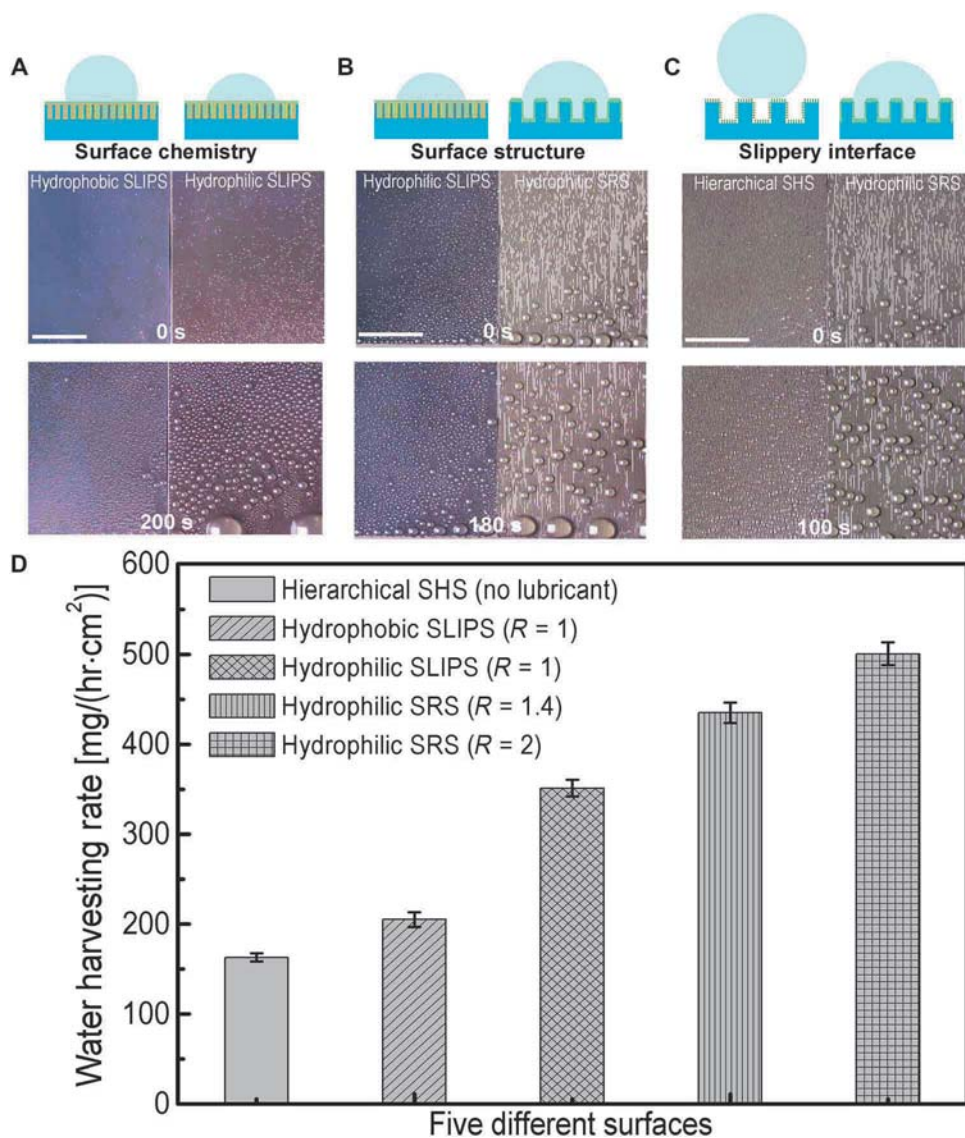 A
B
C
Surface chemistry
Surface structure
Slippery interface
Hydrophobic SLIPS
Hydrophilic SLIPS
Hydrophilic SLIPS
Hydrophilic SRS
Hierarchical SHS
Hydrophilic SRS
0 s
0 s
0 s
200 s
180 s
100 s
D
600
500
400
300
200
100
0
Water harvesting rate [mg/(hr·cm²)]
Hierarchical SHS (no lubricant)
Hydrophobic SLIPS (R = 1)
Hydrophilic SLIPS (R = 1)
Hydrophilic SRS (R = 1.4)
Hydrophilic SRS (R = 2)
Five different surfaces